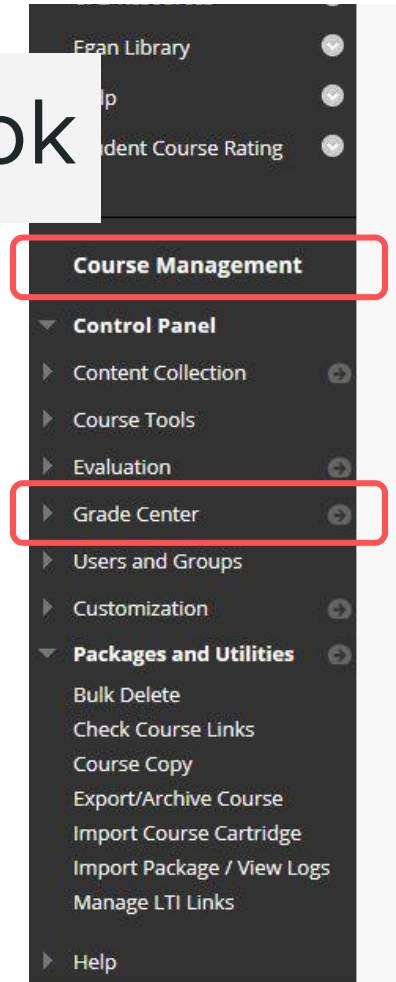 Egan Library
ok
dent Course Rating
Course Management
Control Panel
Content Collection
Course Tools
Evaluation
Grade Center
Users and Groups
Customization
Packages and Utilities
Bulk Delete
Check Course Links
Course Copy
Export/Archive Course
Import Course Cartridge
Import Package / View Logs
Manage LTI Links
Help